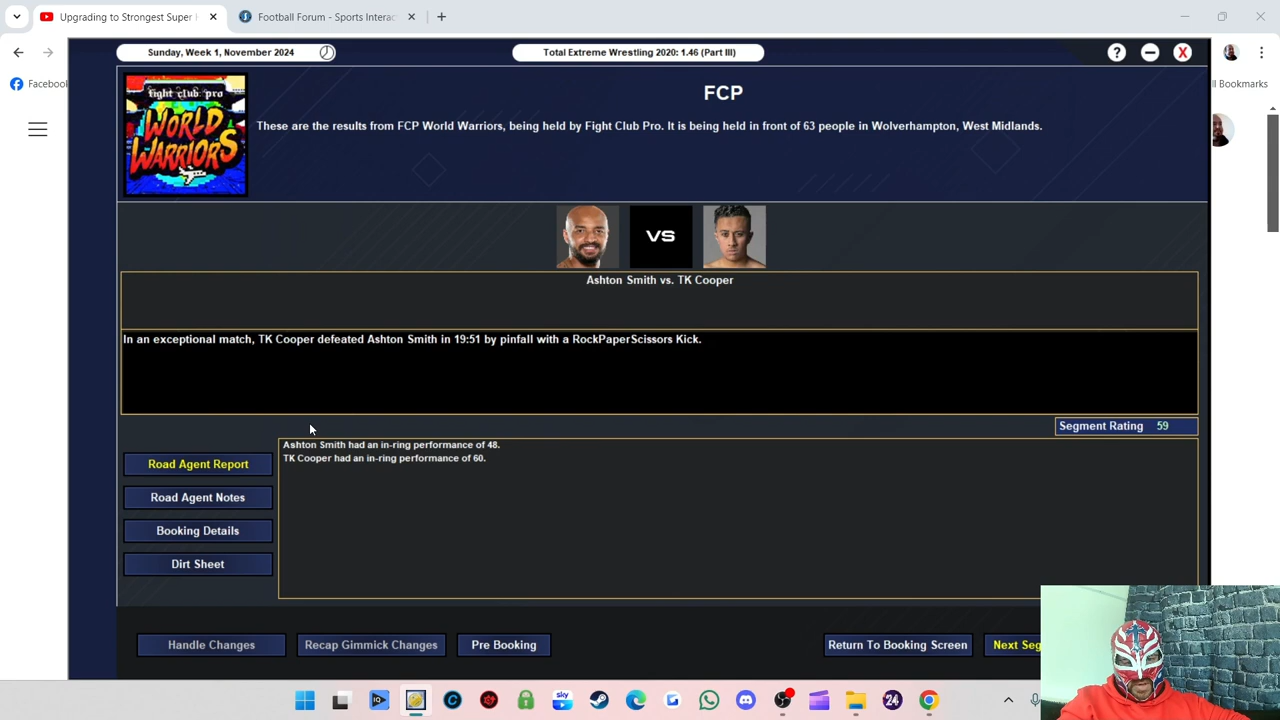 Upgrading to Strongest Super
Football Forum - Sports Interac
Facebook
ll Bookmarks
Sunday, Week 1, November 2024
Total Extreme Wrestling 2020: 1.46 (Part III)
?
X
fight club pro
WORLD
WARRIORS
FCP
These are the results from FCP World Warriors, being held by Fight Club Pro. It is being held in front of 63 people in Wolverhampton, West Midlands.
VS
Ashton Smith vs. TK Cooper
In an exceptional match, TK Cooper defeated Ashton Smith in 19:51 by pinfall with a RockPaperScissors Kick.
Segment Rating 59
Ashton Smith had an in-ring performance of 48.
TK Cooper had an in-ring performance of 60.
Road Agent Report
Road Agent Notes
Booking Details
Dirt Sheet
Handle Changes
Recap Gimmick Changes
Pre Booking
Return To Booking Screen
Next Seg
sky
24